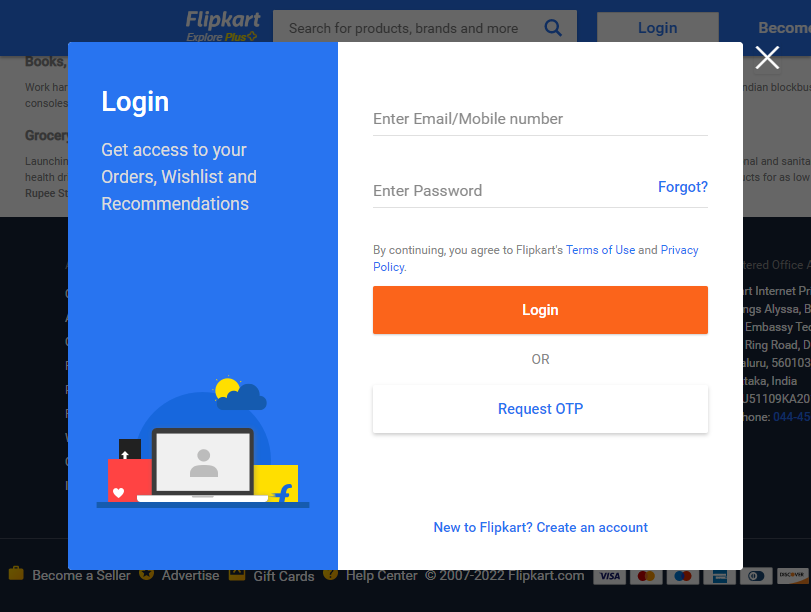 Flipkart
Explore Plus
Search for products, brands and more
Login
Become
Books,
Work har
consoles
Grocery
Launching
health dr
Rupee St
ndian blockbus
nal and sanita
ucts for as low
Login
Get access to your
Orders, Wishlist and
Recommendations
Enter Email/Mobile number
Enter Password
Forgot?
By continuing, you agree to Flipkart's Terms of Use and Privacy
Policy.
Login
OR
Request OTP
New to Flipkart? Create an account
tered Office A
rt Internet Pri
ngs Alyssa, B
Embassy Tec
Ring Road, D
aluru, 560103
taka, India
J51109KA20
hone: 044-45
Become a Seller
Advertise
Gift Cards
Help Center
© 2007-2022 Flipkart.com
VISA
DISCOVER